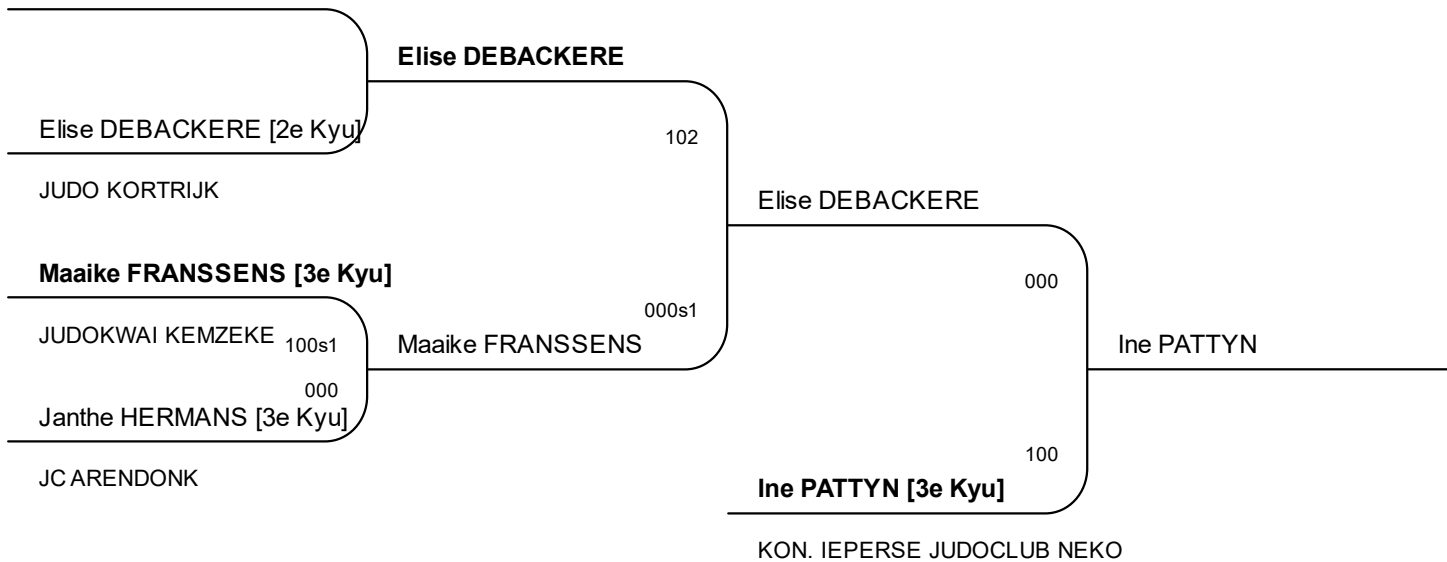 Elise DEBACKERE
Elise DEBACKERE [2e Kyu]
102
JUDO KORTRIJK
Elise DEBACKERE
Maaike FRANSSENS [3e Kyu]
000
000s1
JUDOKWAI KEMZEKE 100s1
Maaike FRANSSENS
Ine PATTYN
000
Janthe HERMANS [3e Kyu]
100
JC ARENDONK
Ine PATTYN [3e Kyu]
KON. IEPERSE JUDOCLUB NEKO